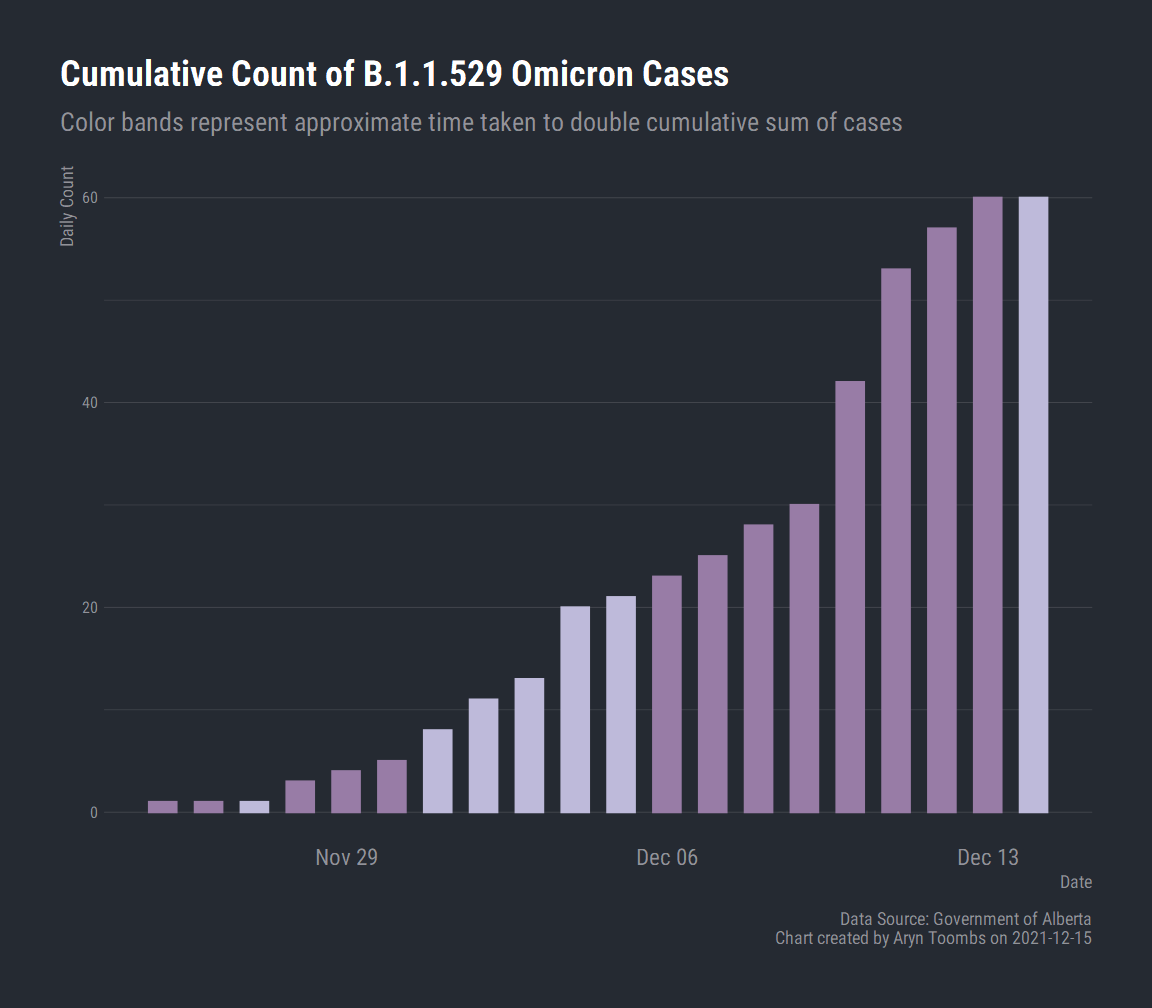 Cumulative Count of B.1.1.529 Omicron Cases
Color bands represent approximate time taken to double cumulative sum of cases
Daily Count
60
40
20
0
Nov 29 Dec 06 Dec 13
Date
Data Source: Government of Alberta
Chart created by Aryn Toombs on 2021-12-15